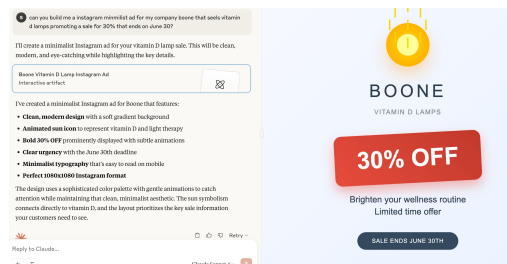 S can you build me a instagram minmilist ad for my company boone that seels vitamin
d lamps promoting a sale for 30% that ends on June 30?
I'll create a minimalist Instagram ad for your vitamin D lamp sale. This will be clean,
modern, and eye-catching while highlighting the key details.
Boone Vitamin D Lamp Instagram Ad
Interactive artifact
I've created a minimalist Instagram ad for Boone that features:
• Clean, modern design with a soft gradient background
• Animated sun icon to represent vitamin D and light therapy
• Bold 30% OFF prominently displayed with subtle animations
• Clear urgency with the June 30th deadline
• Minimalist typography that's easy to read on mobile
• Perfect 1080x1080 Instagram format
The design uses a sophisticated color palette with gentle animations to catch
attention while maintaining that clean, minimalist aesthetic. The sun symbolism
connects directly to vitamin D, and the layout prioritizes the key sale information
your customers need to see.
Retry
Reply to Claude...
BOONE
VITAMIN D LAMPS
30% OFF
Brighten your wellness routine
Limited time offer
SALE ENDS JUNE 30TH